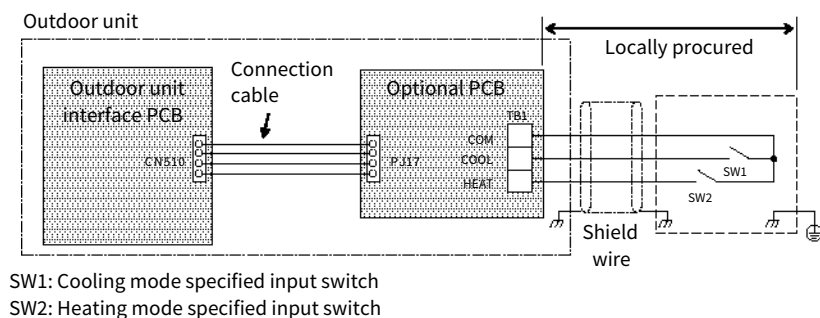 Outdoor unit
Locally procured
Outdoor unit
interface PCB
Connection
cable
Optional PCB
TB1
COM
COOL
HEAT
CN510
PJ17
SW1
SW2
Shield
wire
SW1: Cooling mode specified input switch
SW2: Heating mode specified input switch